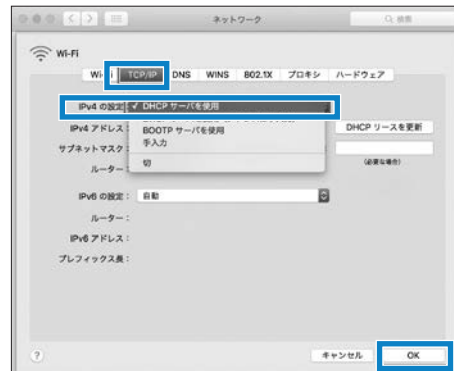 ネットワーク
検索
Wi-Fi
TCP/IP DNS WINS 802.1X プロキシ ハードウェア
IPv4 の設定: ✓ DHCP サーバを使用
IPv4 アドレス:
BOOTP サーバを使用
DHCP リースを更新
サブネットマスク:
手入力
(必要な場合)
ルーター:
切
IPv6 の設定: 自動
ルーター:
IPv6 アドレス:
プレフィックス長:
?
キャンセル OK